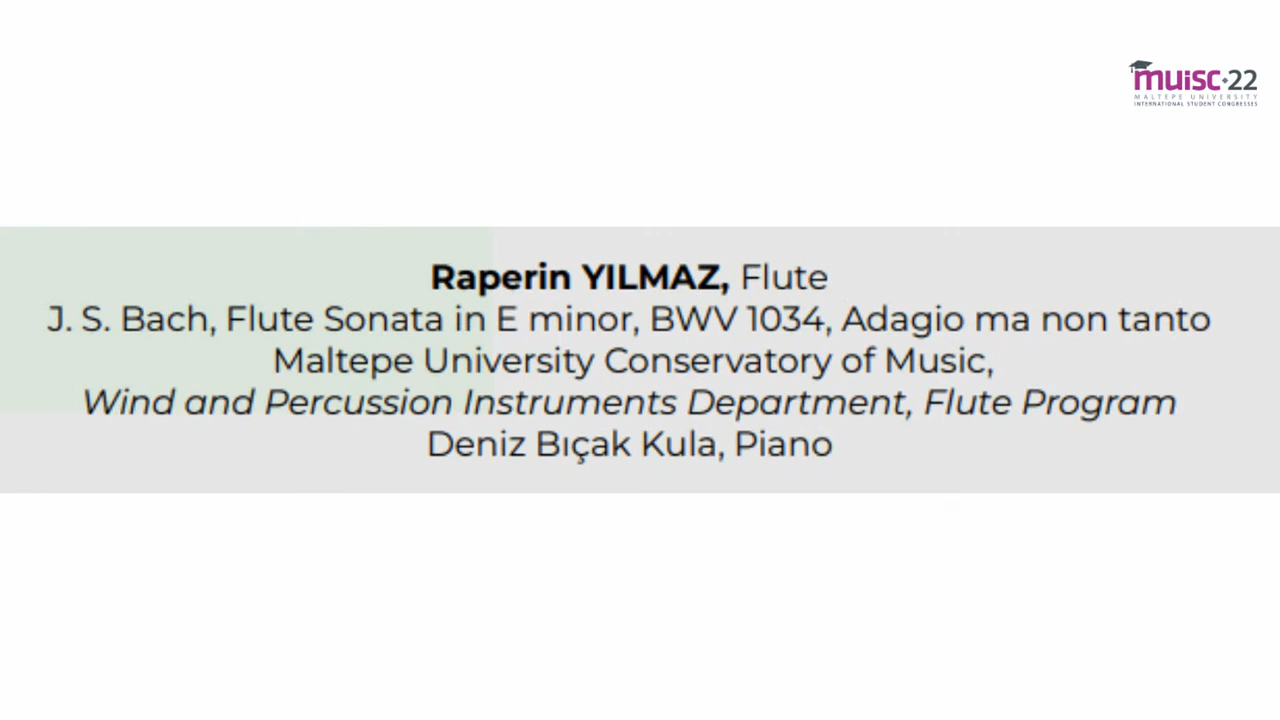 muisc•22
MALTEPE UNIVERSITY
INTERNATIONAL STUDENT CONGRESSES
Raperin YILMAZ, Flute
J. S. Bach, Flute Sonata in E minor, BWV 1034, Adagio ma non tanto
Maltepe University Conservatory of Music,
Wind and Percussion Instruments Department, Flute Program
Deniz Bıçak Kula, Piano